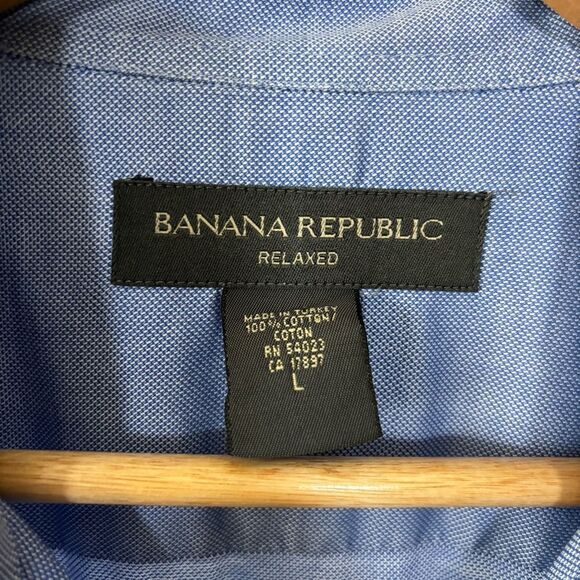 BANANA REPUBLIC
RELAXED
MADE IN TURKEY
100% COTTON/
COTON
RN 54023
CA 17897
L